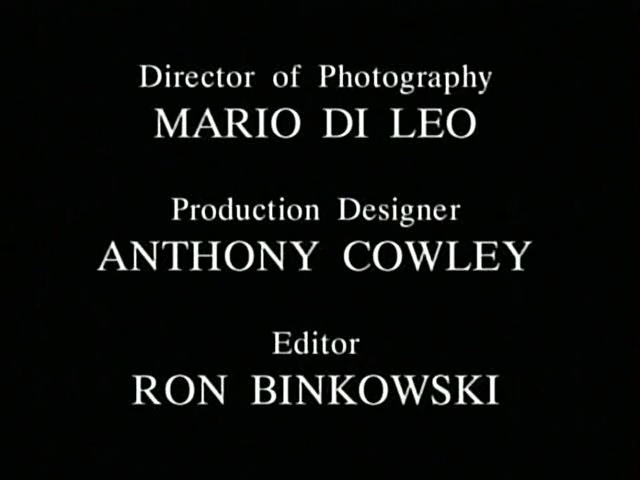 Director of Photography
MARIO DI LEO
Production Designer
ANTHONY COWLEY
Editor
RON BINKOWSKI